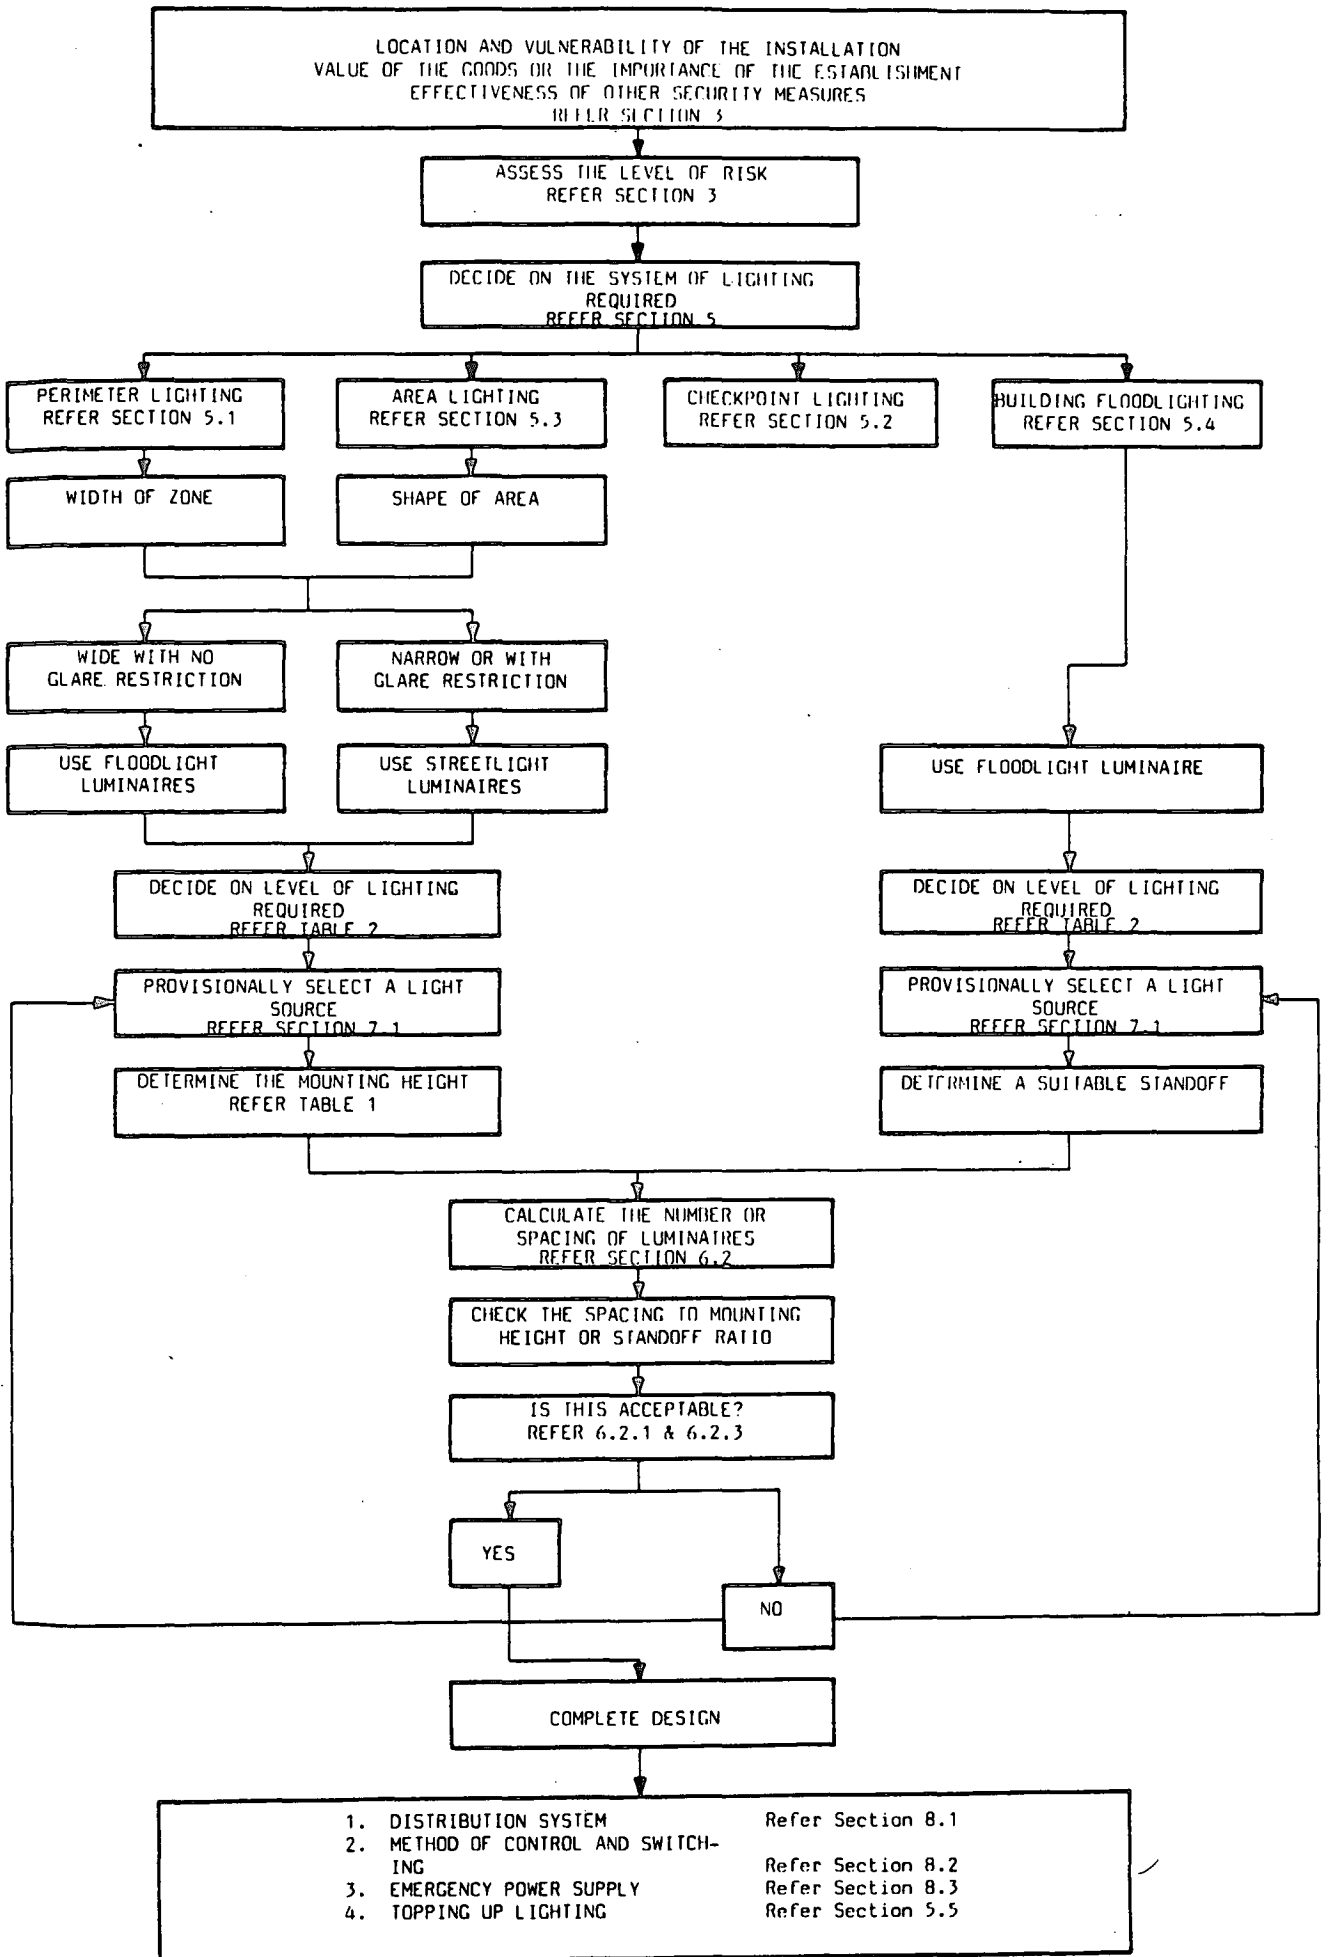 LOCATION AND VULNERABILITY OF THE INSTALLATION
VALUE OF THE GOODS OR THE IMPORTANCE OF THE ESTABLISHMENT
EFFECTIVENESS OF OTHER SECURITY MEASURES
REFER SECTION 3
ASSESS THE LEVEL OF RISK
REFER SECTION 3
DECIDE ON THE SYSTEM OF LIGHTING
REQUIRED
REFER SECTION 5
PERIMETER LIGHTING
REFER SECTION 5.1
AREA LIGHTING
REFER SECTION 5.3
CHECKPOINT LIGHTING
REFER SECTION 5.2
BUILDING FLOODLIGHTING
REFER SECTION 5.4
WIDTH OF ZONE
SHAPE OF AREA
WIDE WITH NO
GLARE RESTRICTION
NARROW OR WITH
GLARE RESTRICTION
USE FLOODLIGHT
LUMINAIRES
USE STREETLIGHT
LUMINAIRES
USE FLOODLIGHT LUMINAIRE
DECIDE ON LEVEL OF LIGHTING
REQUIRED
REFER TABLE 2
DECIDE ON LEVEL OF LIGHTING
REQUIRED
REFER TABLE 2
PROVISIONALLY SELECT A LIGHT
SOURCE
REFER SECTION 7.1
PROVISIONALLY SELECT A LIGHT
SOURCE
REFER SECTION 7.1
DETERMINE THE MOUNTING HEIGHT
REFER TABLE 1
DETERMINE A SUITABLE STANDOFF
CALCULATE THE NUMBER OR
SPACING OF LUMINAIRES
REFER SECTION 6.2
CHECK THE SPACING TO MOUNTING
HEIGHT OR STANDOFF RATIO
IS THIS ACCEPTABLE?
REFER 6.2.1 & 6.2.3
YES
NO
COMPLETE DESIGN
1. DISTRIBUTION SYSTEM Refer Section 8.1
2. METHOD OF CONTROL AND SWITCH-
ING Refer Section 8.2
3. EMERGENCY POWER SUPPLY Refer Section 8.3
4. TOPPING UP LIGHTING Refer Section 5.5